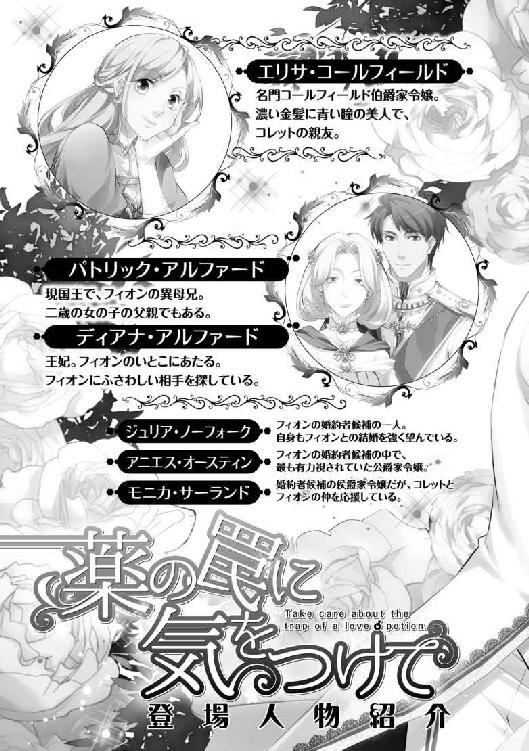 エリサ・コールフィールド
名門コールフィールド伯爵家令嬢。
濃い金髪に青い瞳の美人で、
コレットの親友。
パトリック・アルファード
現国王で、フィオンの異母兄。
二歳の女の子の父親でもある。
ディアナ・アルファード
王妃。フィオンのいとこにあたる。
フィオンにふさわしい相手を探している。
ジュリア・ノーフォーク
フィオンの婚約者候補の一人。
自身もフィオンとの結婚を強く望んでいる。
アニエス・オースティン
フィオンの婚約者候補の中で、
最も有力視されていた公爵家令嬢。
モニカ・サーランド
婚約者候補の侯爵家令嬢だが、コレットと
フィオンの仲を応援している。
薬の罠に
Take care about the
trap of a love potion.
気をつけて
登場人物紹介